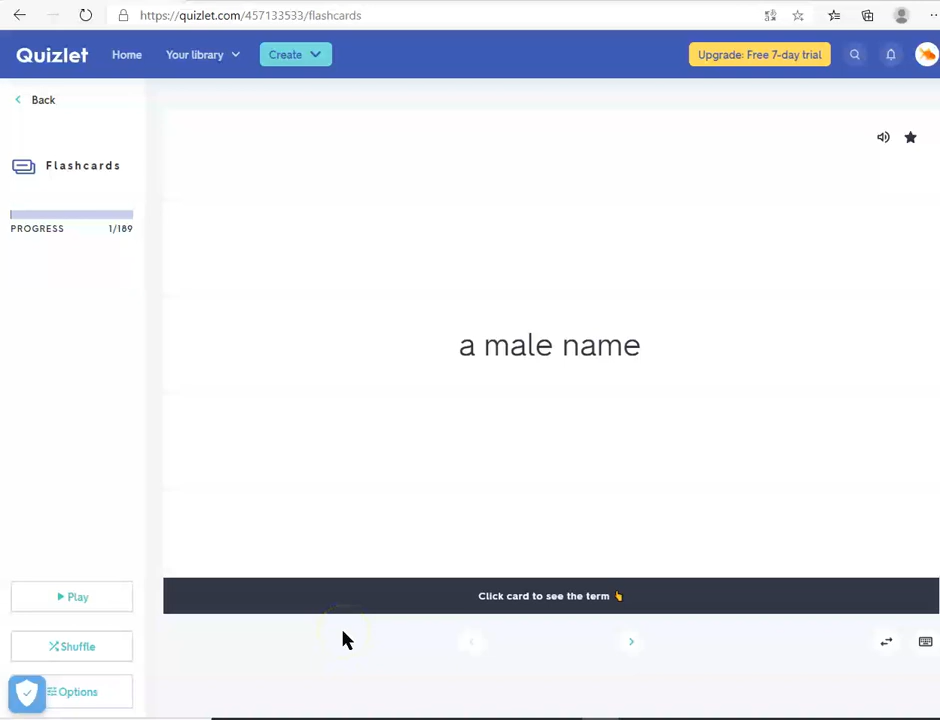 https://quizlet.com/457133533/flashcards
Quizlet Home Your library Create Upgrade: Free 7-day trial
Back
Flashcards
PROGRESS 1/189
a male name
Click card to see the term 👆
Play
Shuffle
Options